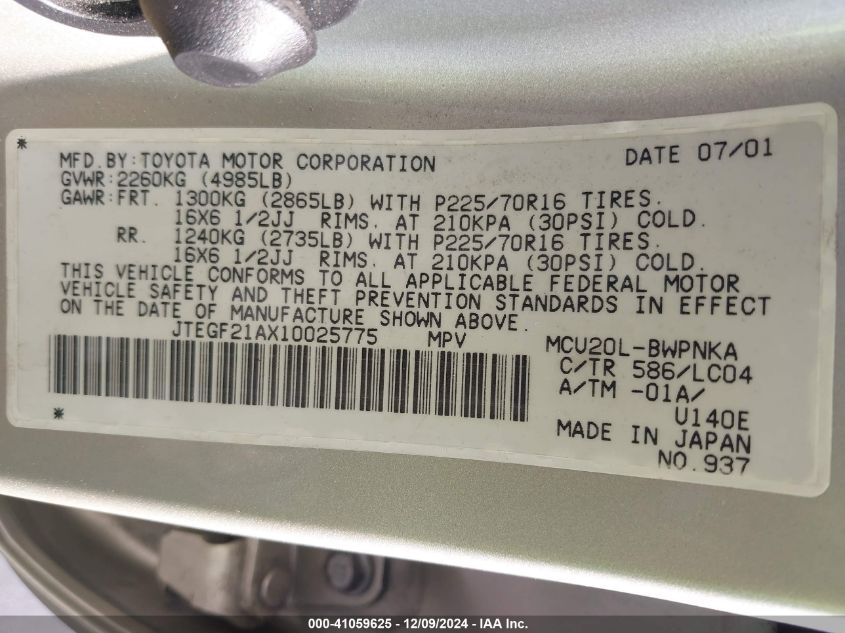 MFD.BY:TOYOTA MOTOR CORPORATION DATE 07/01
GVWR:2260KG (4985LB)
GAWR:FRT. 1300KG (2865LB) WITH P225/70R16 TIRES.
16X6 1/2JJ RIMS. AT 210KPA (30PSI) COLD.
RR. 1240KG (2735LB) WITH P225/70R16 TIRES.
16X6 1/2JJ RIMS. AT 210KPA (30PSI) COLD.
THIS VEHICLE CONFORMS TO ALL APPLICABLE FEDERAL MOTOR
VEHICLE SAFETY AND THEFT PREVENTION STANDARDS IN EFFECT
ON THE DATE OF MANUFACTURE SHOWN ABOVE.
JTEGF21AX10025775 MPV
MCU20L-BWPNKA
C/TR 586/LC04
A/TM -01A/
U140E
MADE IN JAPAN
NO.937
000-41059625 - 12/09/2024 - IAA Inc.